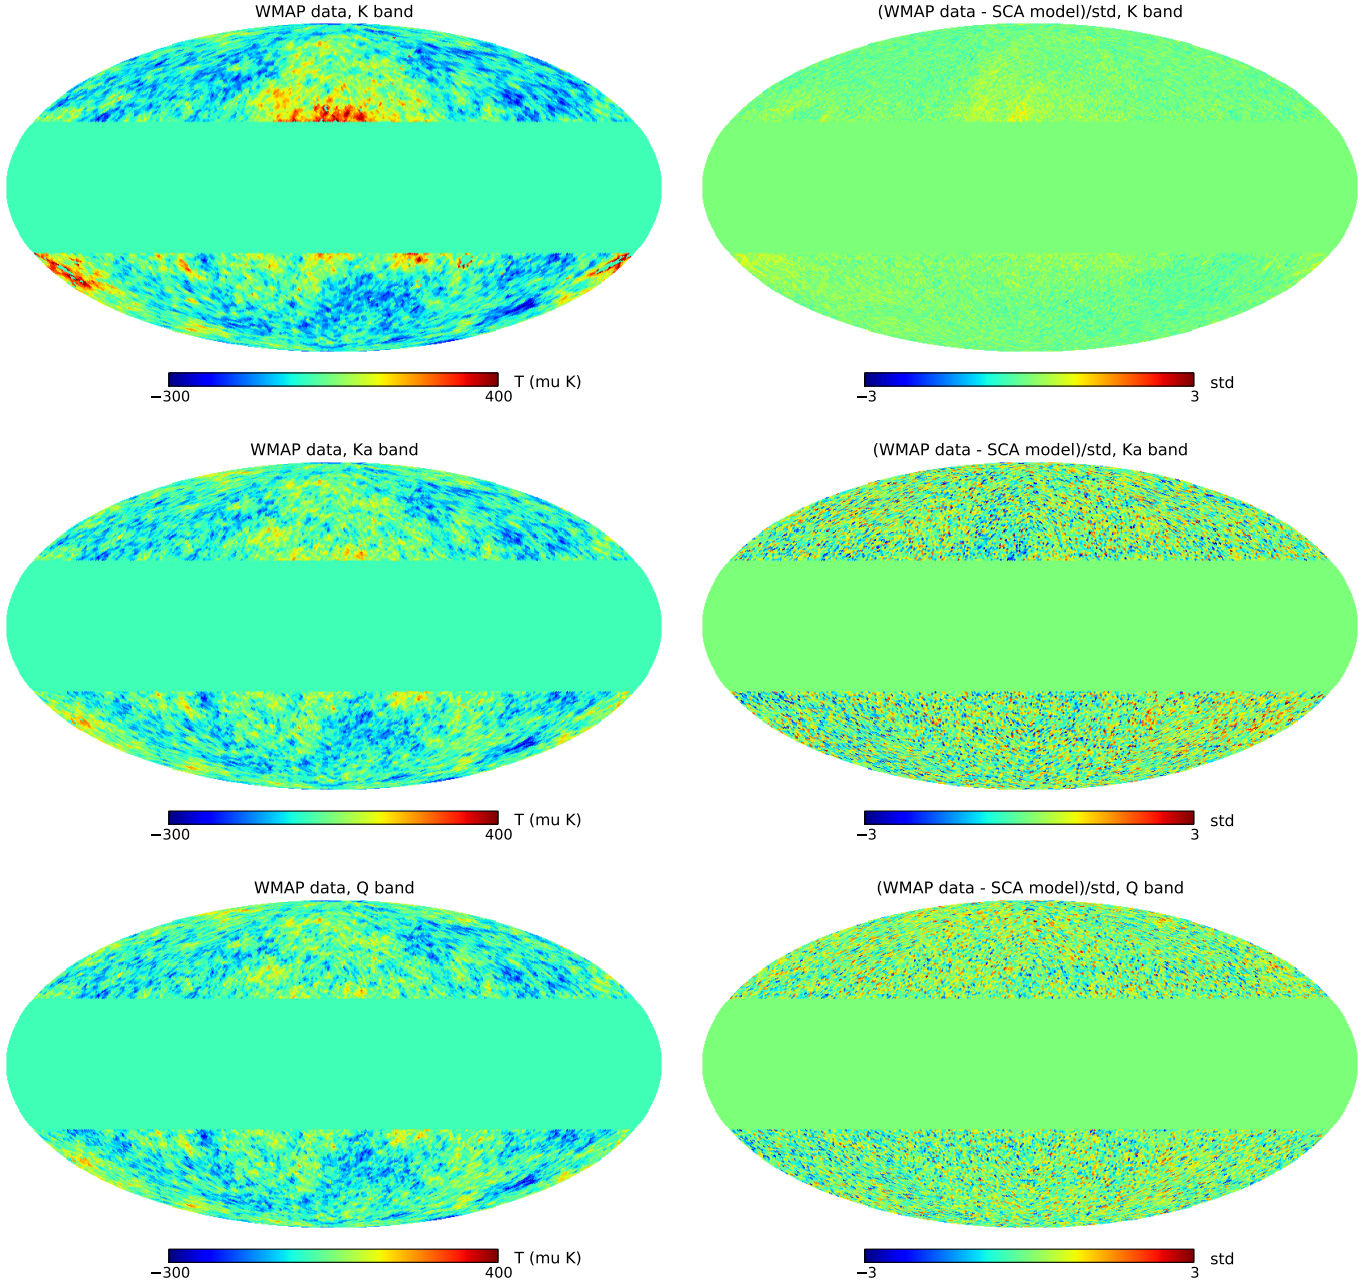 WMAP data, K band
(WMAP data - SCA model)/std, K band
−300 400 T (mu K)
−3 3 std
WMAP data, Ka band
(WMAP data - SCA model)/std, Ka band
−300 400 T (mu K)
−3 3 std
WMAP data, Q band
(WMAP data - SCA model)/std, Q band
−300 400 T (mu K)
−3 3 std